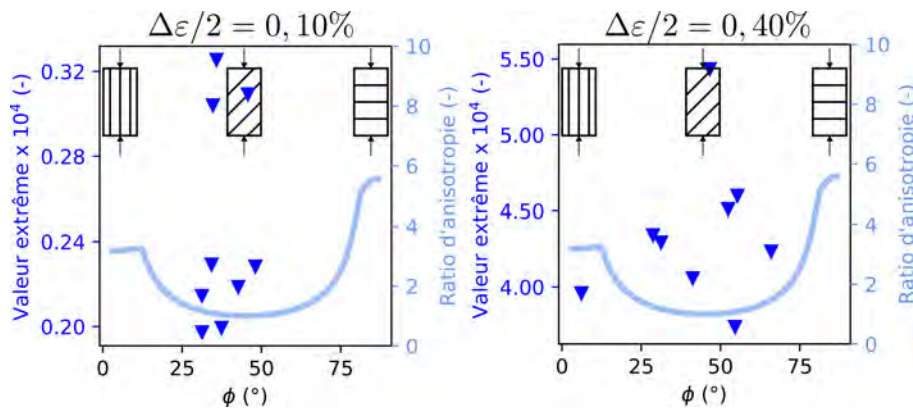 Δε/2 = 0, 10%
Valeur extrême x 10⁴ (-)
0.32
0.28
0.24
0.20
10
8
6
4
2
0
Ratio d'anisotropie (-)
0 25 50 75
ϕ (°)
Δε/2 = 0, 40%
Valeur extrême x 10⁴ (-)
5.50
5.00
4.50
4.00
10
8
6
4
2
0
Ratio d'anisotropie (-)
0 25 50 75
ϕ (°)